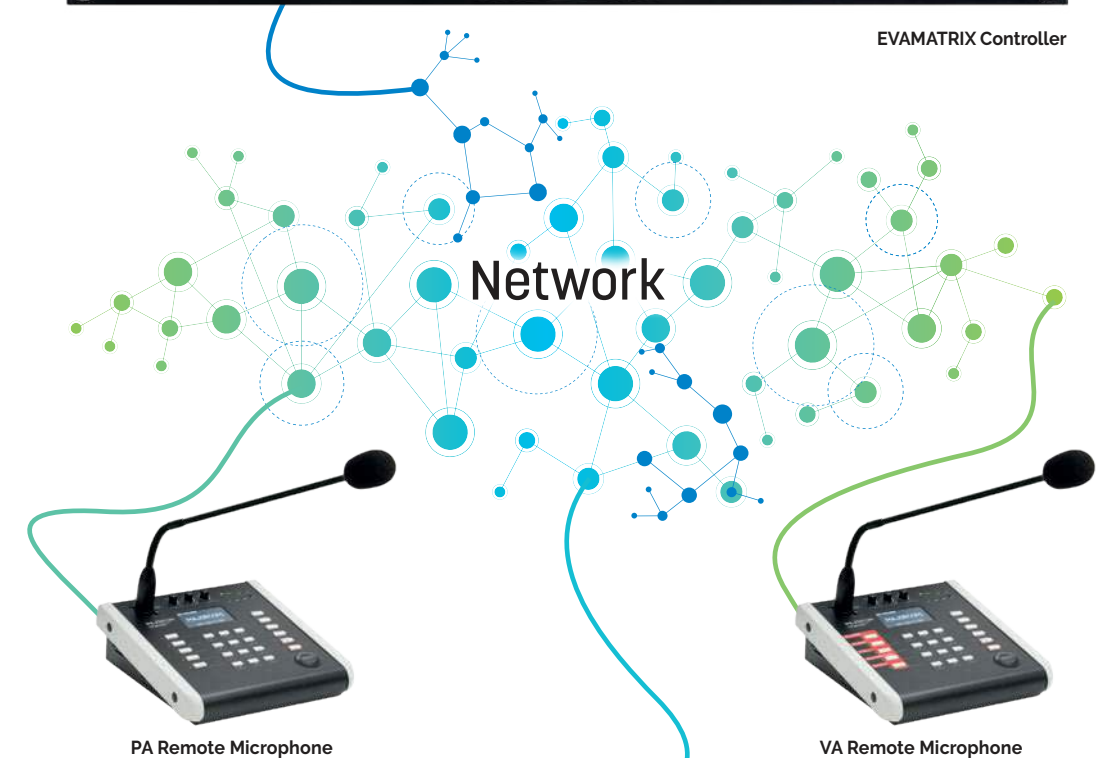 EVAMATRIX Controller
Network
PA Remote Microphone
VA Remote Microphone